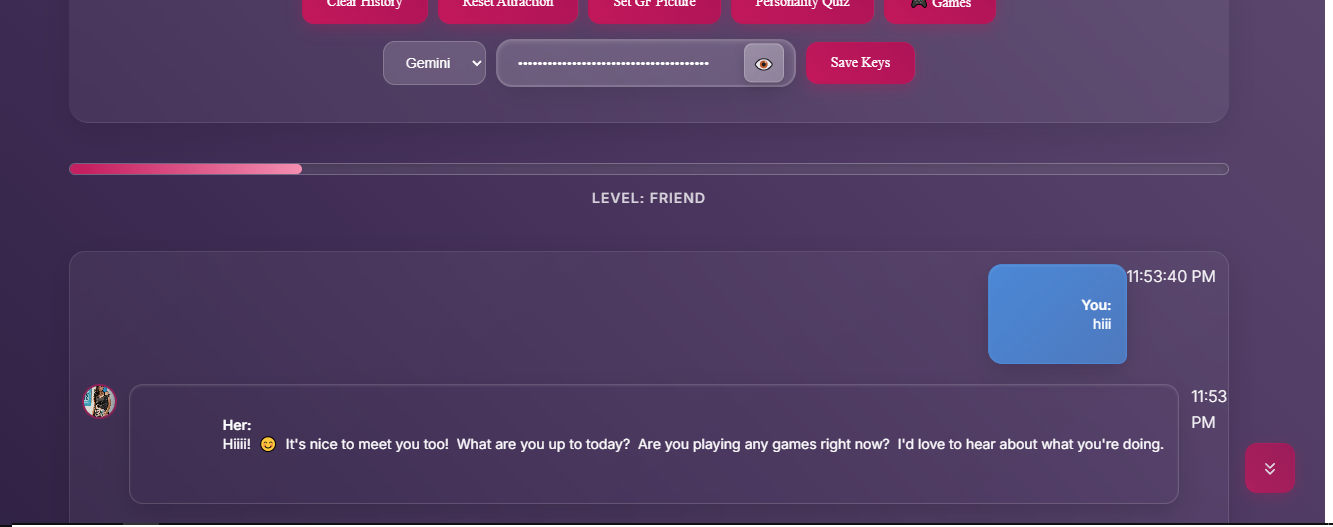 Clear History Reset Attraction Set GF Picture Personality Quiz 🎮 Games
Gemini Save Keys
LEVEL: FRIEND
11:53:40 PM
You:
hiii
11:53
PM
Her:
Hiiii! 😊 It's nice to meet you too! What are you up to today? Are you playing any games right now? I'd love to hear about what you're doing.